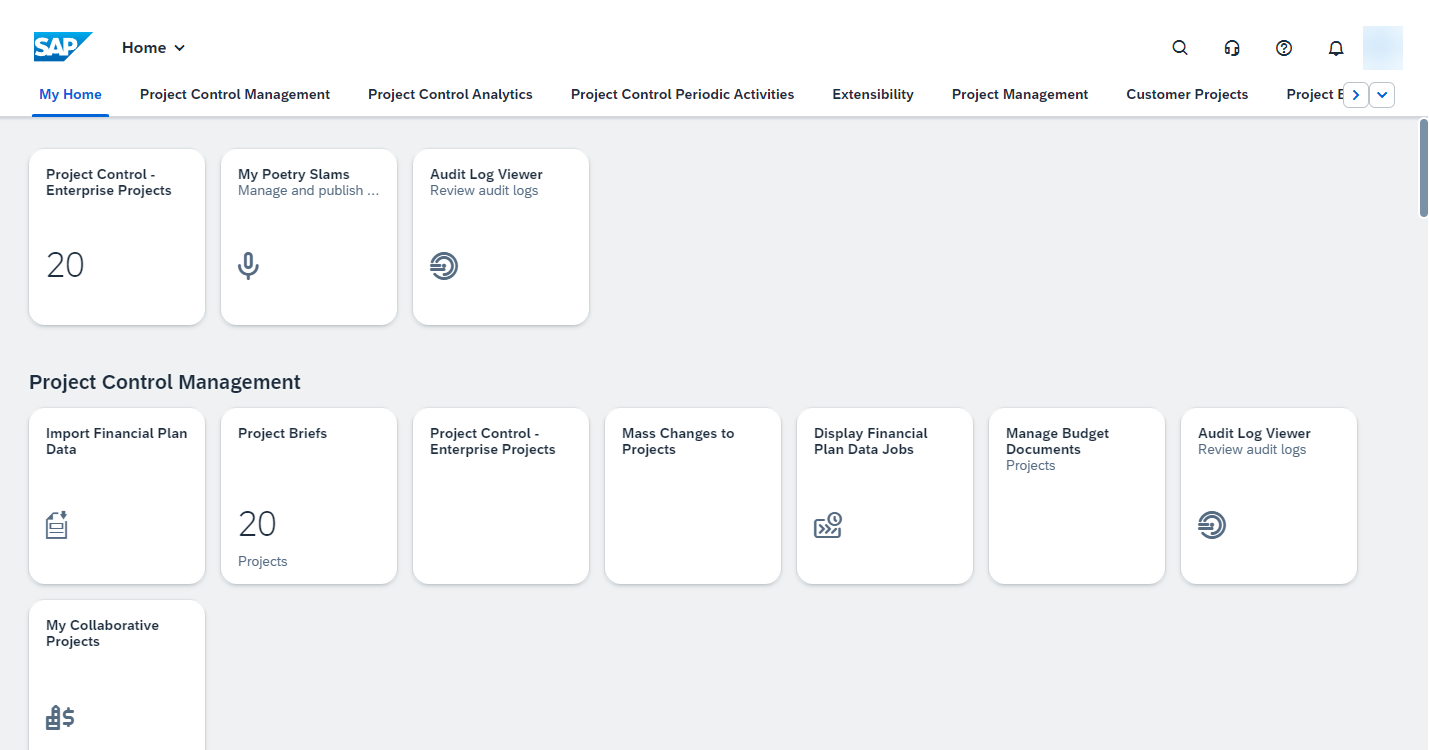 SAP Home
My Home Project Control Management Project Control Analytics Project Control Periodic Activities Extensibility Project Management Customer Projects Project
Project Control -
Enterprise Projects
20
My Poetry Slams
Manage and publish ...
Audit Log Viewer
Review audit logs
Project Control Management
Import Financial Plan
Data
Project Briefs
20
Projects
Project Control -
Enterprise Projects
Mass Changes to
Projects
Display Financial
Plan Data Jobs
Manage Budget
Documents
Projects
Audit Log Viewer
Review audit logs
My Collaborative
Projects